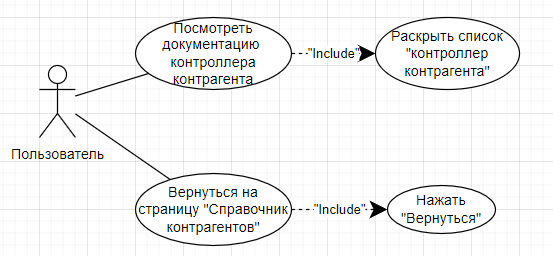 Посмотреть
документацию
контроллера
контрагента
"Include"
Раскрыть список
"контроллер
контрагента"
Пользователь
Вернуться на
страницу "Справочник
контрагентов"
"Include"
Нажать
"Вернуться"